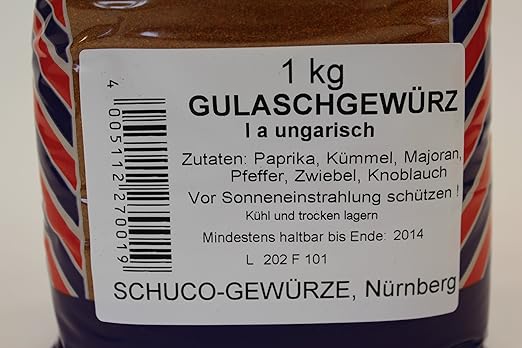 1 kg
GULASCHGEWÜRZ
I a ungarisch
Zutaten: Paprika, Kümmel, Majoran,
Pfeffer, Zwiebel, Knoblauch
Vor Sonneneinstrahlung schützen !
Kühl und trocken lagern
Mindestens haltbar bis Ende: 2014
L 202 F 101
SCHUCO-GEWÜRZE, Nürnberg
4 005112 270019